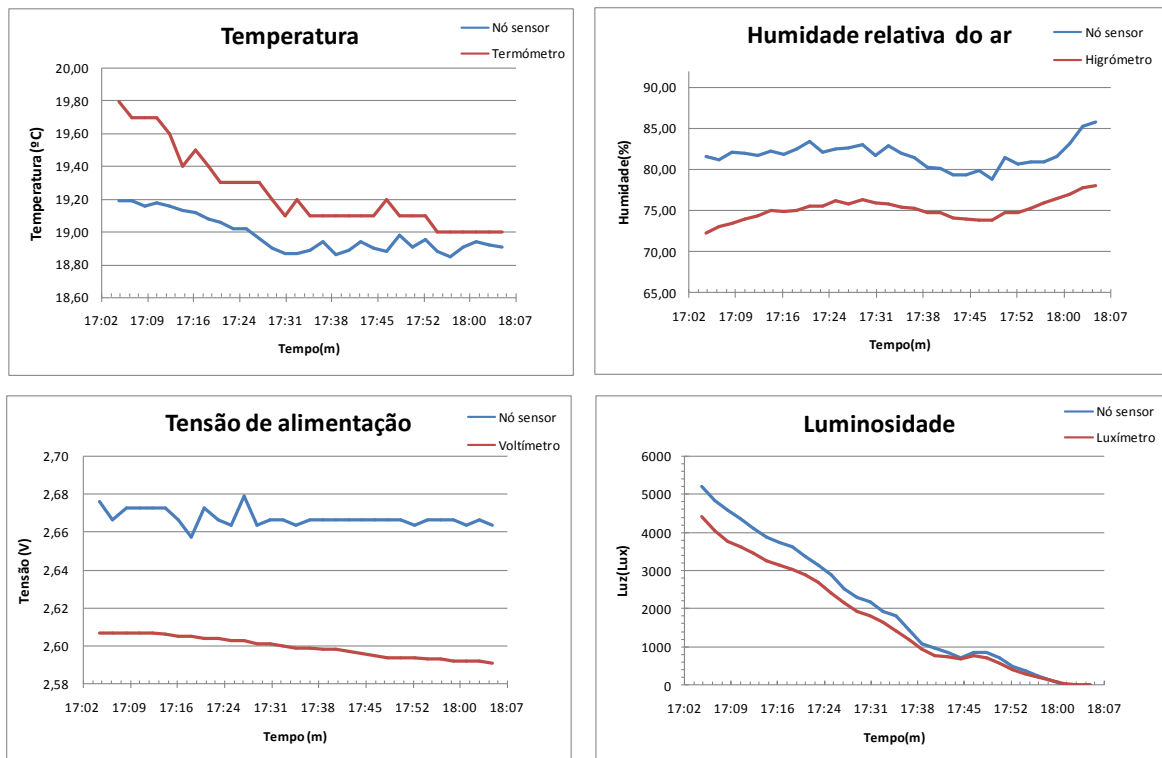 Temperatura
Nó sensor
Termómetro
20,00
19,80
19,60
19,40
19,20
19,00
18,80
18,60
Temperatura (ºC)
17:02 17:09 17:16 17:24 17:31 17:38 17:45 17:52 18:00 18:07
Tempo(m)
Humidade relativa do ar
Nó sensor
Higrómetro
90,00
85,00
80,00
75,00
70,00
65,00
Humidade(%)
17:02 17:09 17:16 17:24 17:31 17:38 17:45 17:52 18:00 18:07
Tempo(m)
Tensão de alimentação
Nó sensor
Voltímetro
2,70
2,68
2,66
2,64
2,62
2,60
2,58
Tensão (V)
17:02 17:09 17:16 17:24 17:31 17:38 17:45 17:52 18:00 18:07
Tempo (m)
Luminosidade
Nó sensor
Luxímetro
6000
5000
4000
3000
2000
1000
0
Luz(Lux)
17:02 17:09 17:16 17:24 17:31 17:38 17:45 17:52 18:00 18:07
Tempo(m)